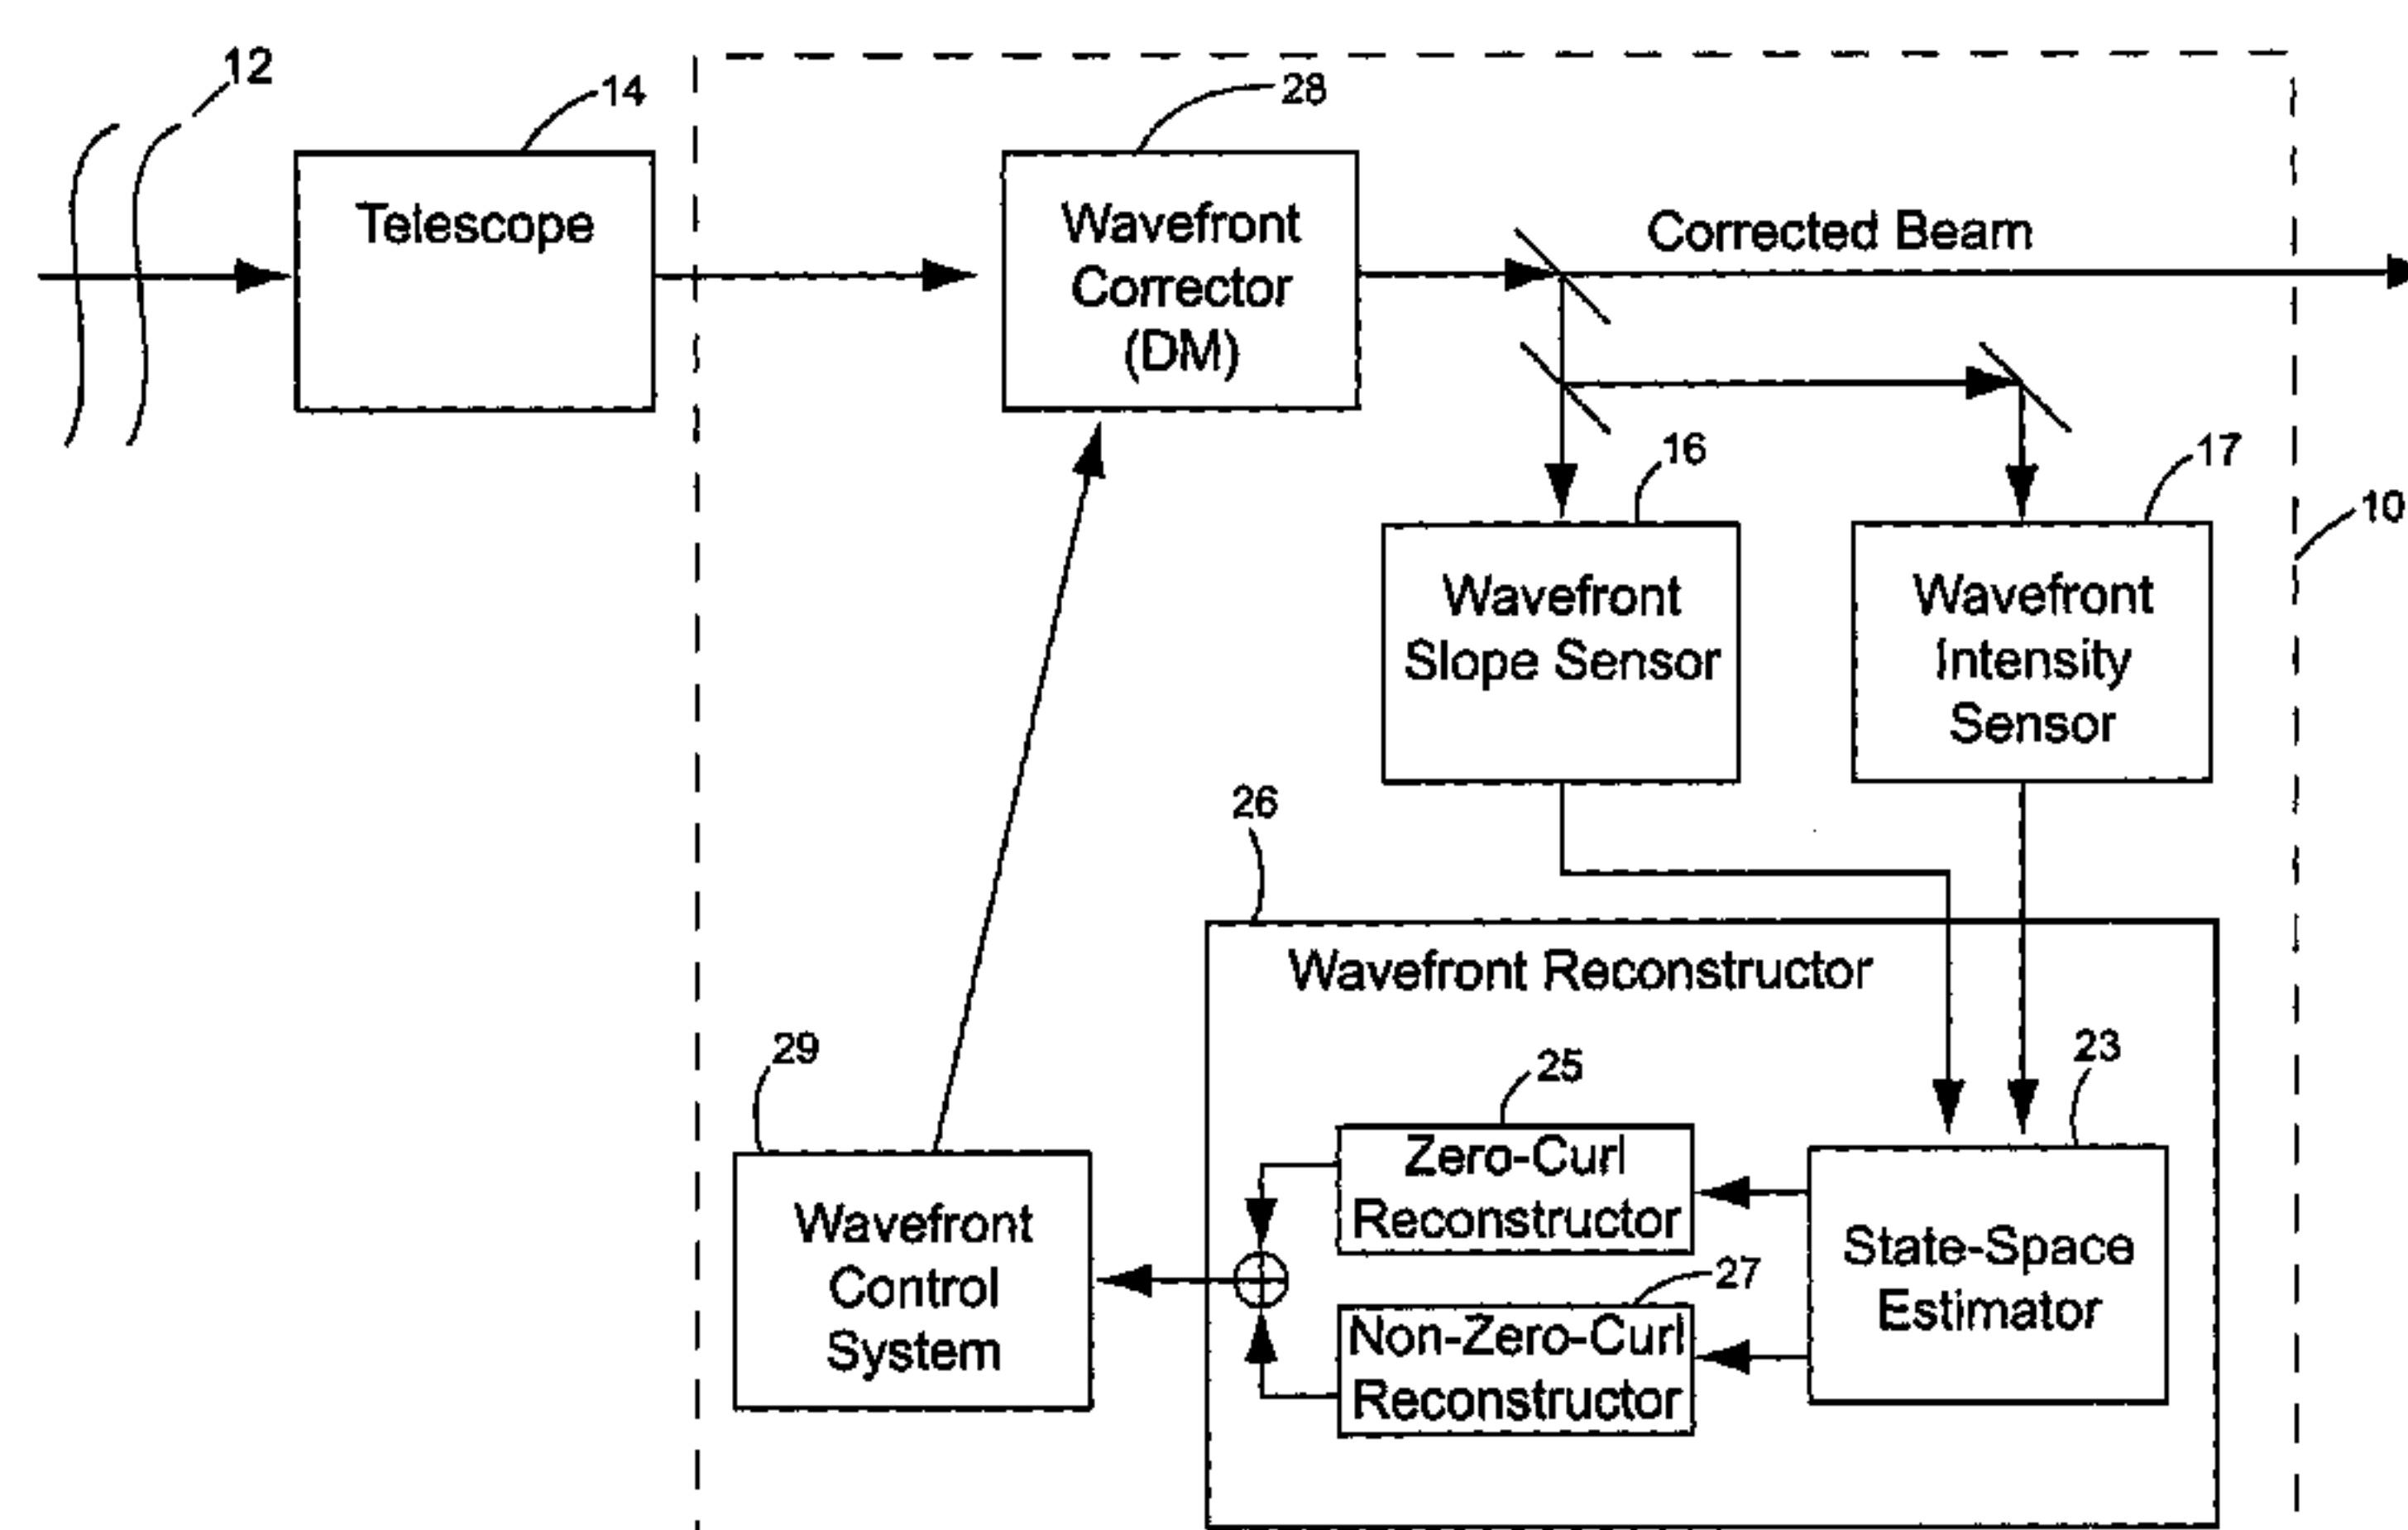 12
14
28
Telescope
Wavefront
Corrector
(DM)
Corrected Beam
16
17
10
Wavefront
Slope Sensor
Wavefront
Intensity
Sensor
26
Wavefront Reconstructor
29
25
23
Zero-Curl
Reconstructor
27
Non-Zero-Curl
Reconstructor
State-Space
Estimator
Wavefront
Control
System